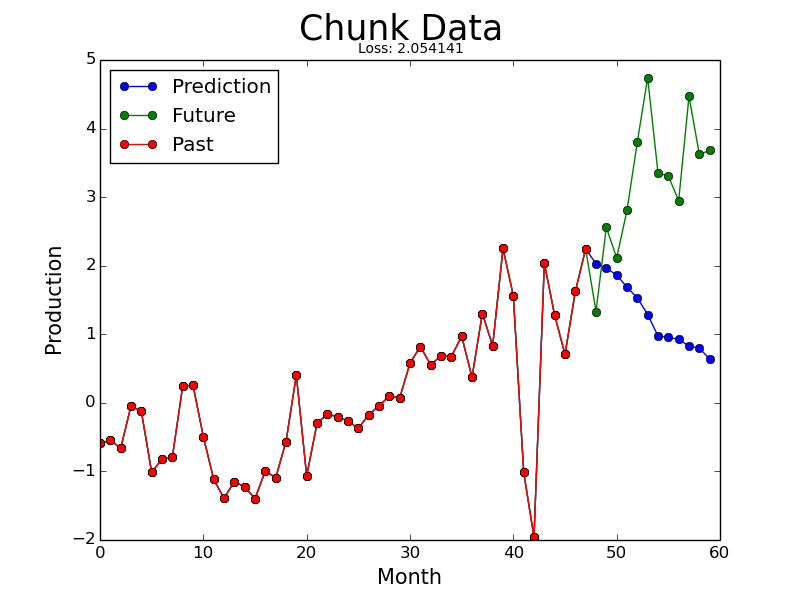 Chunk Data
Loss: 2.054141
Prediction
Future
Past
5
4
3
2
1
0
−1
−2
Production
0 10 20 30 40 50 60
Month